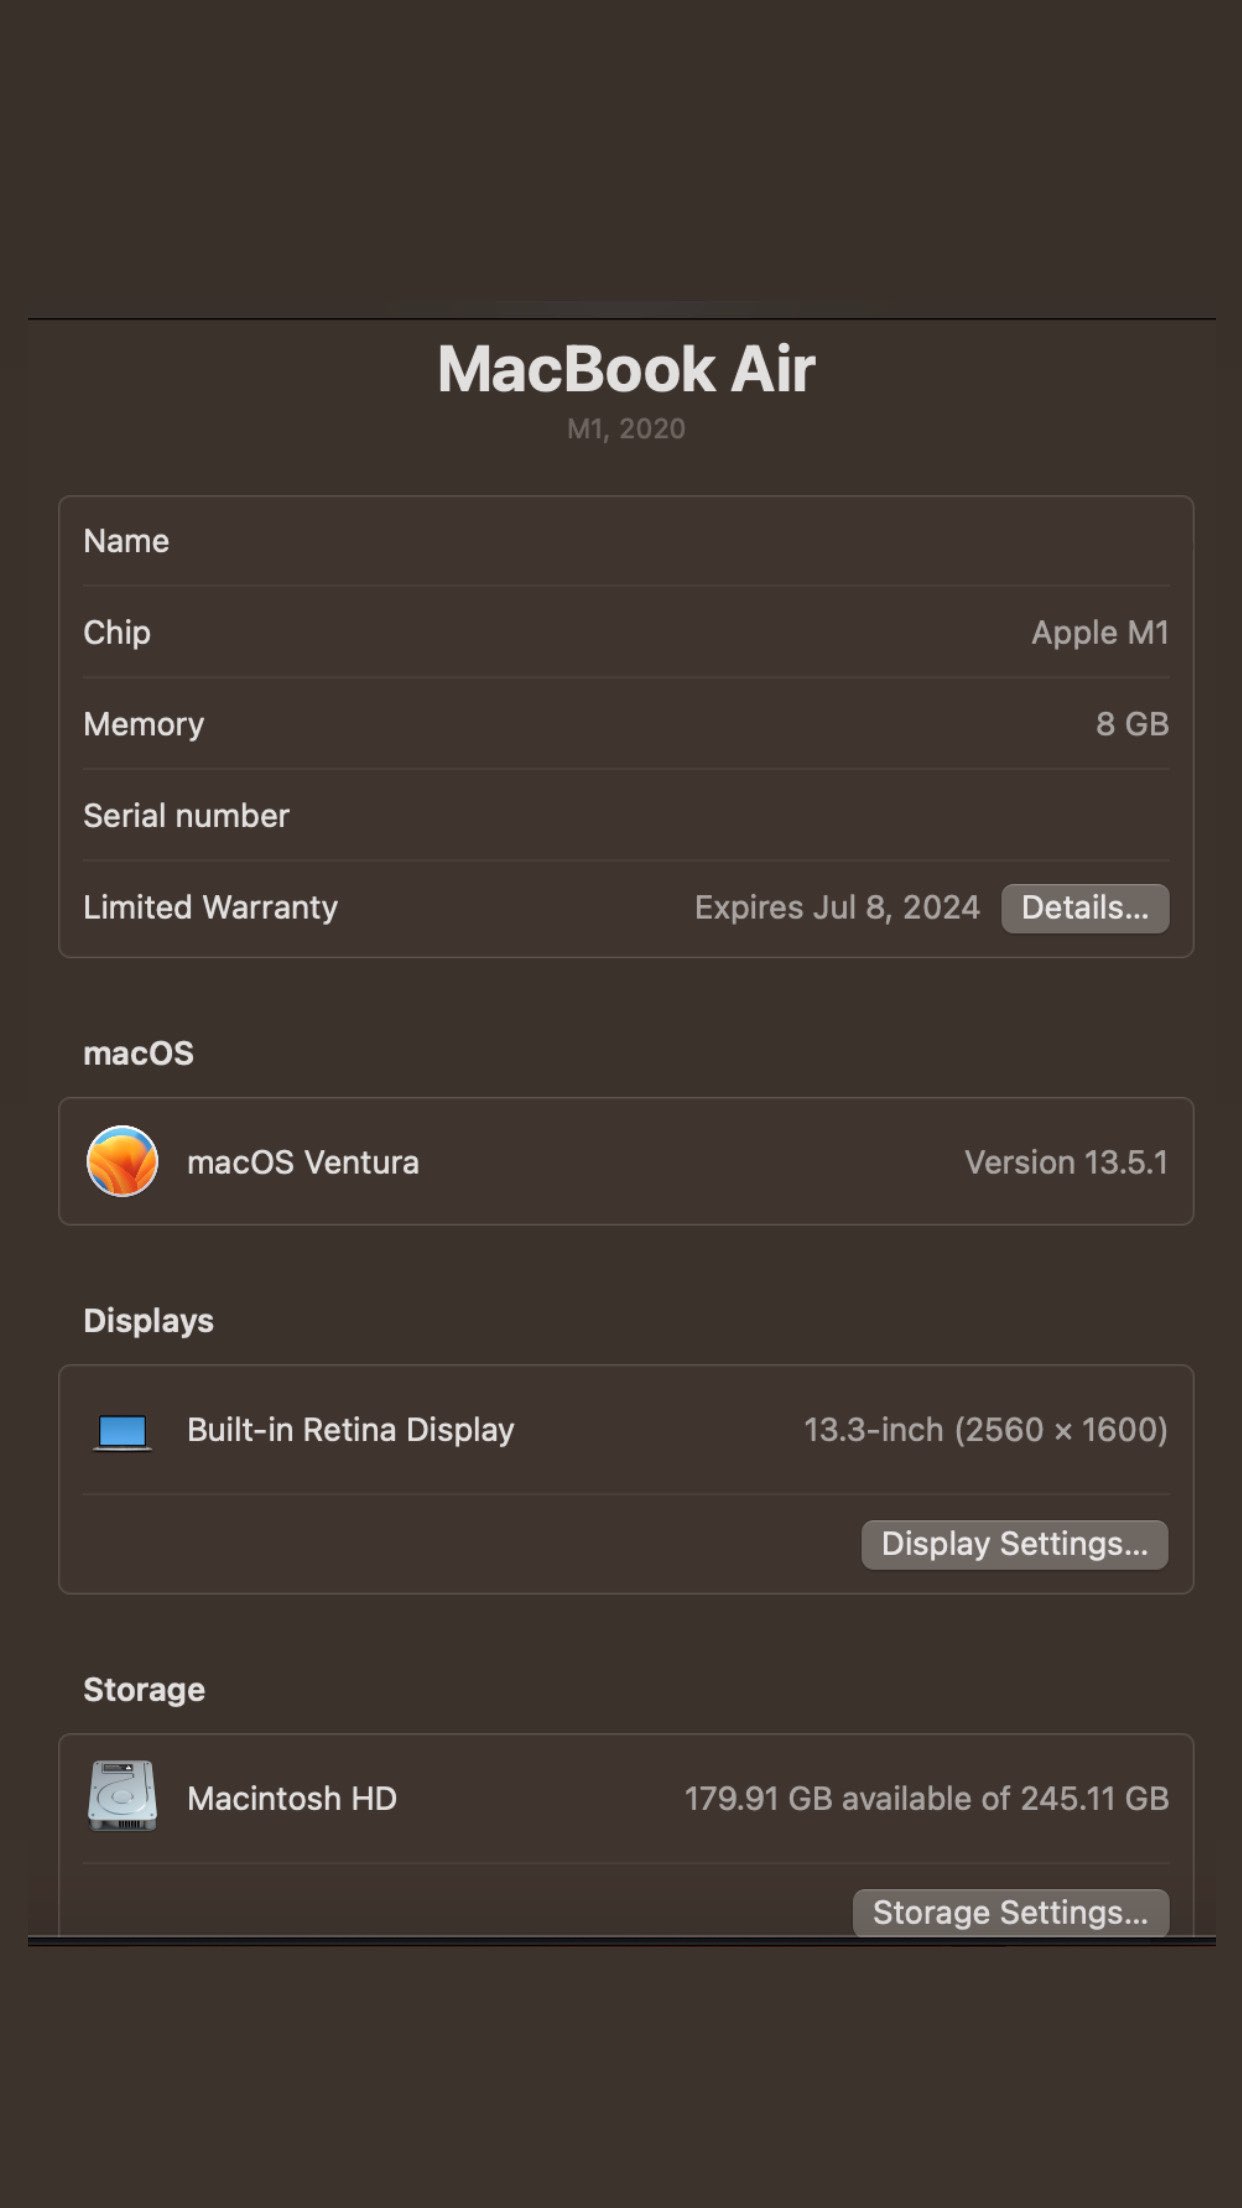 MacBook Air
M1, 2020
Name
Chip Apple M1
Memory 8 GB
Serial number
Limited Warranty Expires Jul 8, 2024 Details...
macOS
macOS Ventura Version 13.5.1
Displays
Built-in Retina Display 13.3-inch (2560 × 1600)
Display Settings...
Storage
Macintosh HD 179.91 GB available of 245.11 GB
Storage Settings...